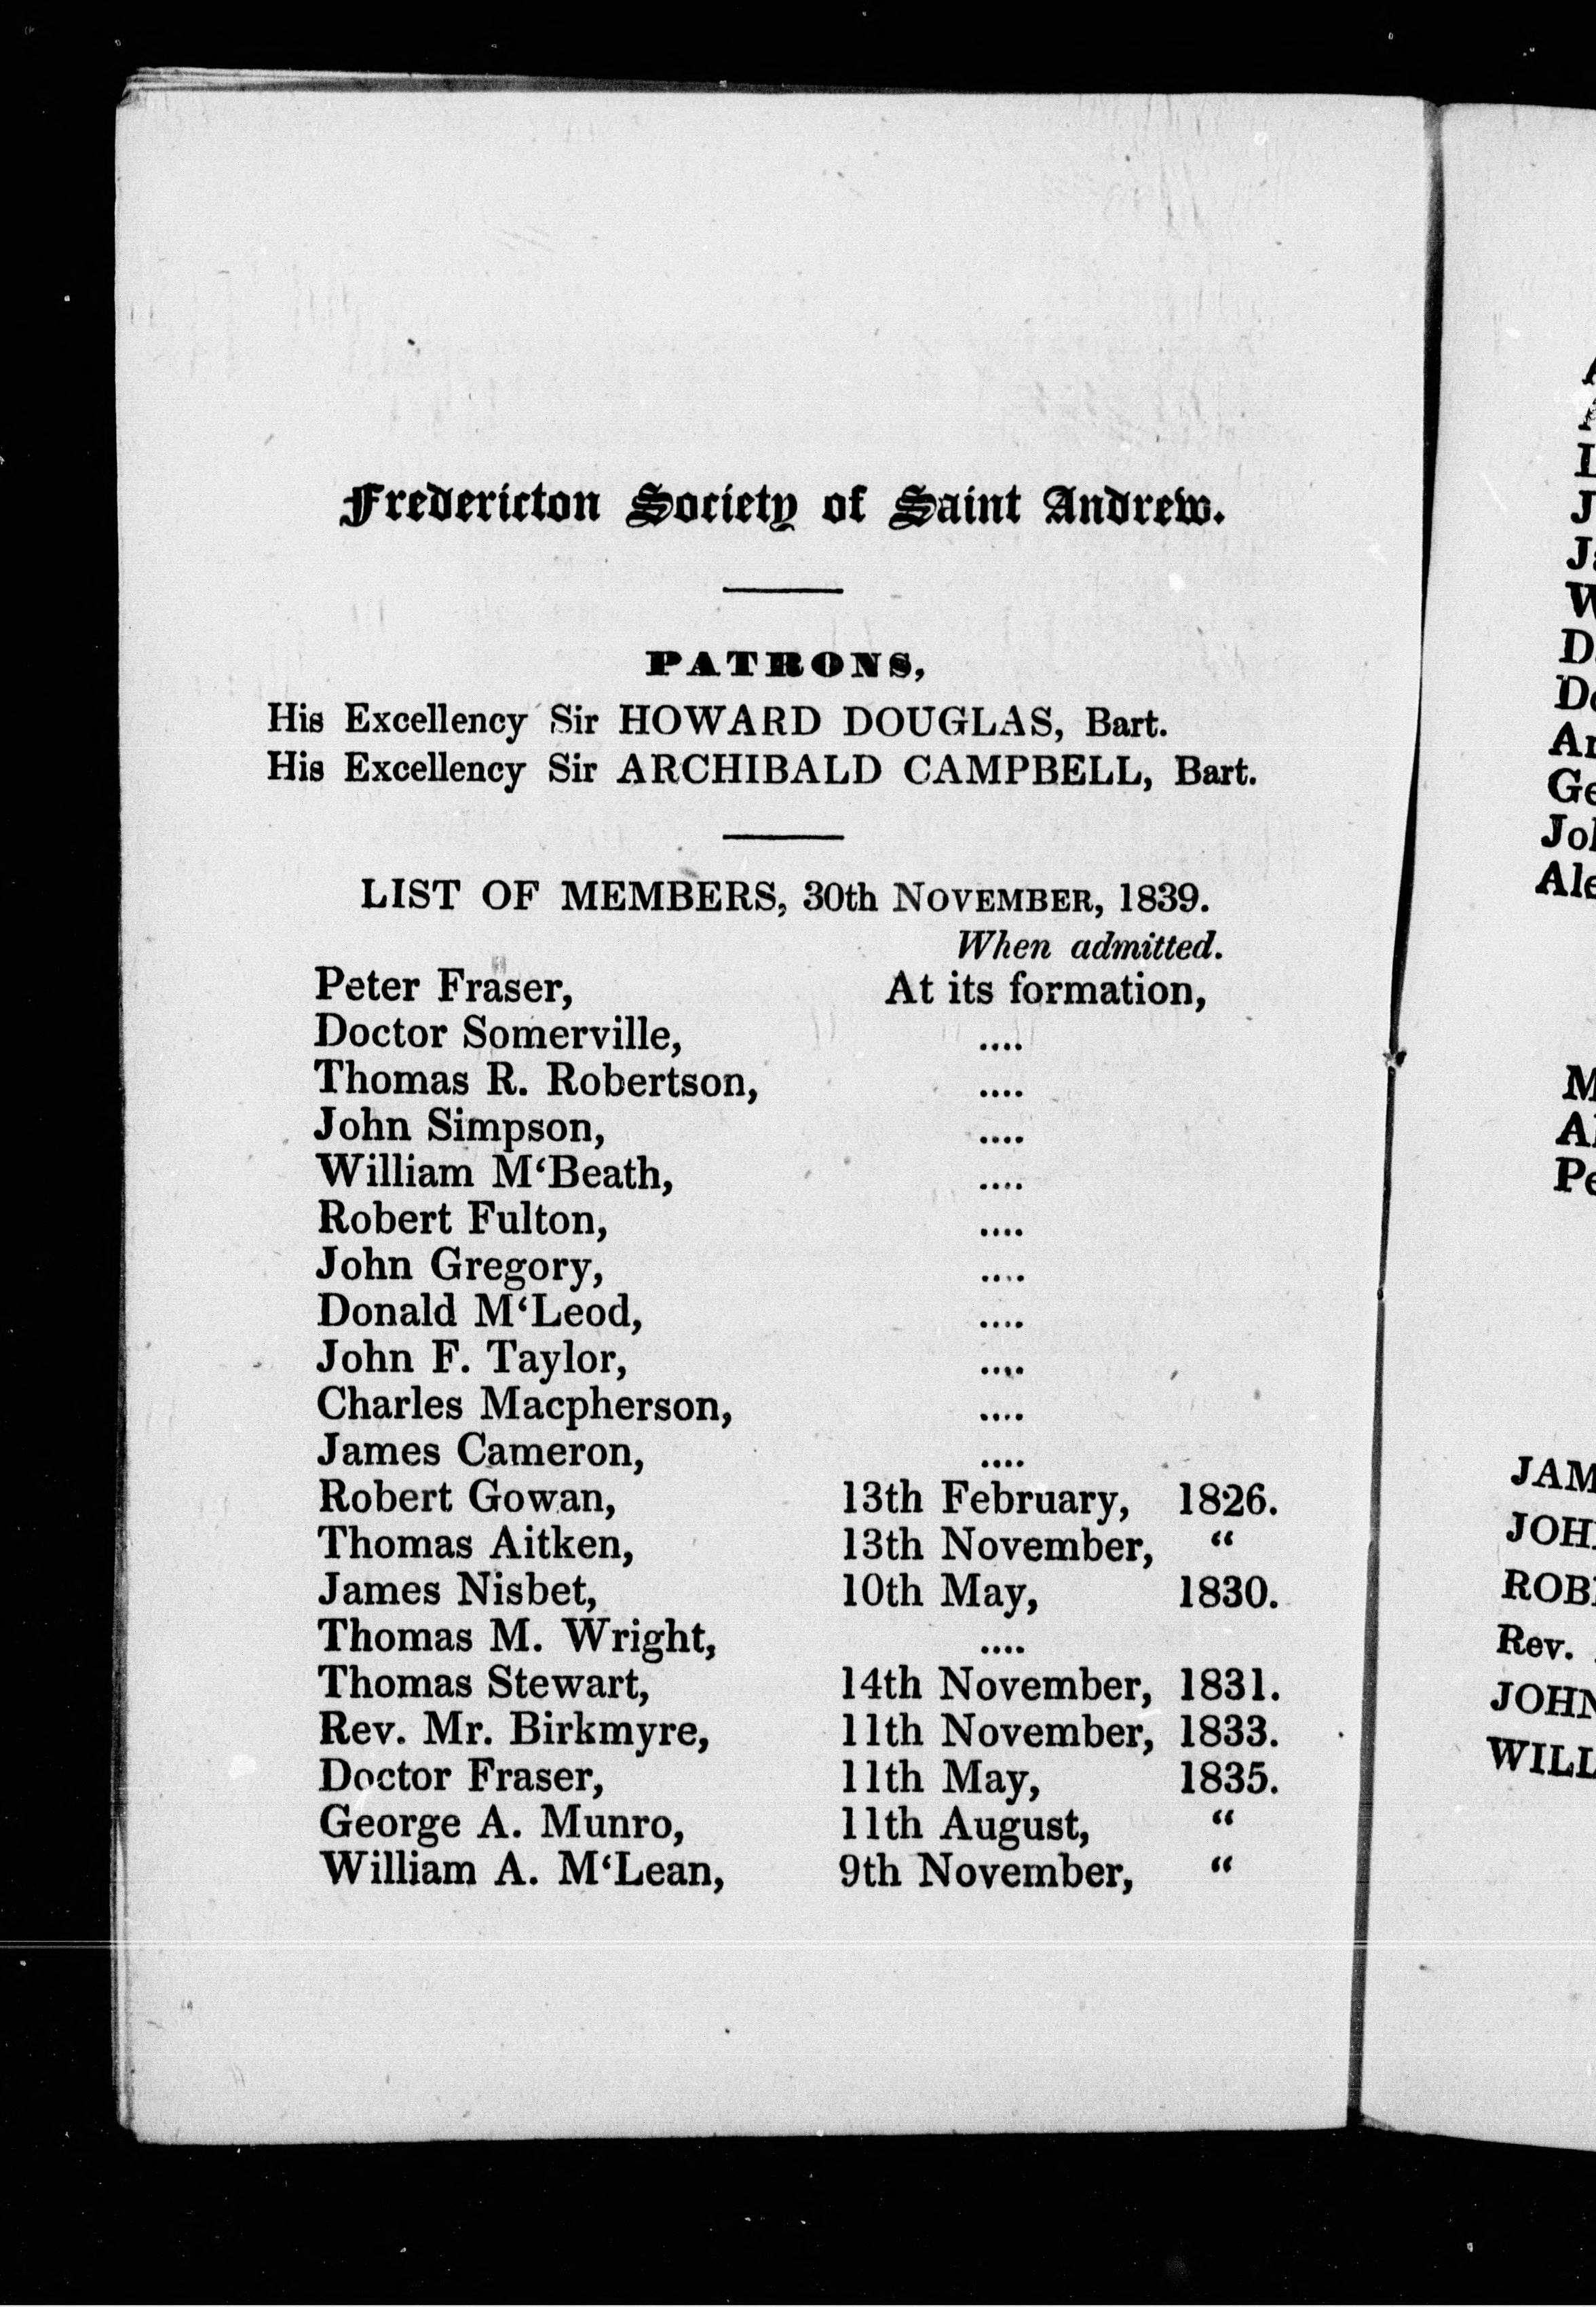 Fredericton Society of Saint Andrew.
PATRONS,
His Excellency Sir HOWARD DOUGLAS, Bart.
His Excellency Sir ARCHIBALD CAMPBELL, Bart.
LIST OF MEMBERS, 30th NOVEMBER, 1839.
When admitted.
Peter Fraser, At its formation,
Doctor Somerville, ....
Thomas R. Robertson, ....
John Simpson, ....
William M‘Beath, ....
Robert Fulton, ....
John Gregory, ....
Donald M‘Leod, ....
John F. Taylor, ....
Charles Macpherson, ....
James Cameron, ....
Robert Gowan, 13th February, 1826.
Thomas Aitken, 13th November, “
James Nisbet, 10th May, 1830.
Thomas M. Wright, ....
Thomas Stewart, 14th November, 1831.
Rev. Mr. Birkmyre, 11th November, 1833.
Doctor Fraser, 11th May, 1835.
George A. Munro, 11th August, “
William A. M‘Lean, 9th November, “
Rev.